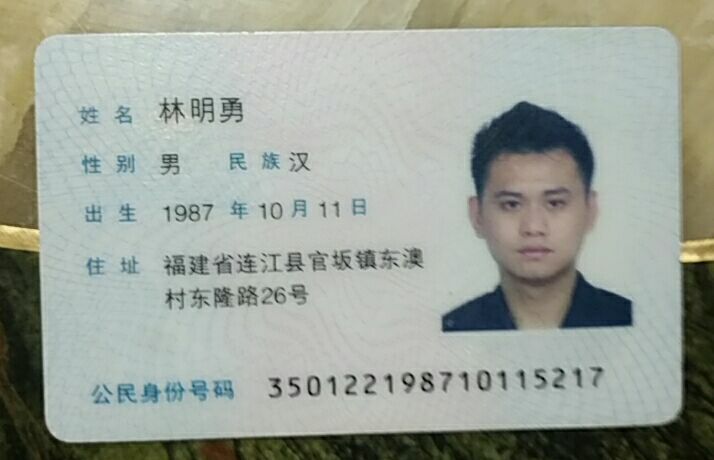 姓名 林明勇
性别 男 民族 汉
出生 1987 年 10 月 11 日
住址 福建省连江县官坂镇东澳
村东隆路26号
公民身份号码 350122198710115217